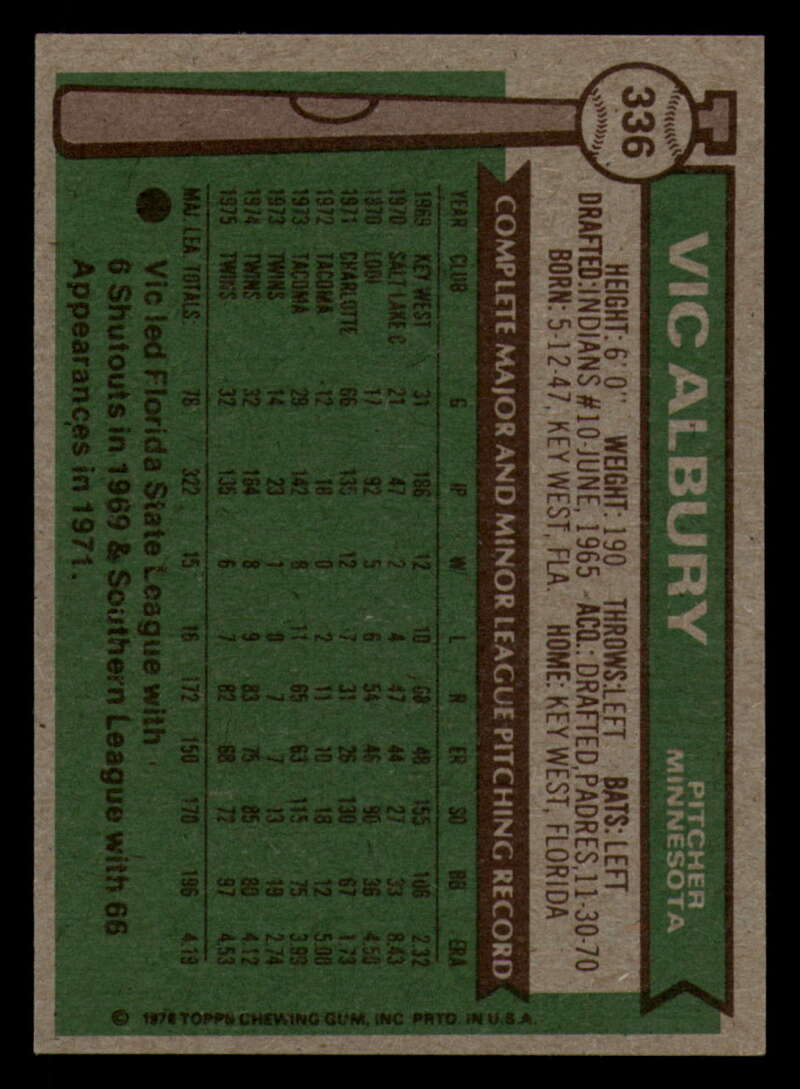 336
VIC ALBURY
PITCHER
MINNESOTA
HEIGHT: 6'0" WEIGHT: 190 THROWS: LEFT BATS: LEFT
DRAFTED: INDIANS #10-JUNE, 1965 ACQ.: DRAFTED, PADRES, 11-30-70
BORN: 5-12-47, KEY WEST, FLA. HOME: KEY WEST, FLORIDA
COMPLETE MAJOR AND MINOR LEAGUE PITCHING RECORD
YEAR CLUB G IP W L R ER SO BB ERA
1969 KEY WEST 31 186 12 10 68 48 155 106 2.32
1970 SALT LAKE C 21 47 2 4 47 44 27 33 8.43
1970 LODI 17 92 5 6 54 46 90 36 4.50
1971 CHARLOTTE 66 135 12 7 31 26 130 67 1.73
1972 TACOMA 12 18 0 2 11 10 18 12 5.00
1973 TACOMA 29 142 8 11 65 63 115 75 3.99
1973 TWINS 14 23 1 0 7 7 13 19 2.74
1974 TWINS 32 164 8 9 83 75 85 80 4.12
1975 TWINS 32 135 6 7 82 68 72 97 4.53
MAJ. LEA TOTALS: 78 322 15 16 172 150 170 196 4.19
Vic led Florida State League with
6 Shutouts in 1969 & Southern League with 66
Appearances in 1971.
© 1976 TOPPS CHEWING GUM, INC PRTD. IN U.S.A.